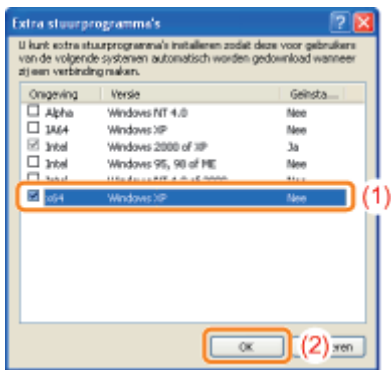 Extra stuurprogramma's
U kunt extra stuurprogramma's installeren zodat deze voor gebruikers
van de volgende systemen automatisch worden gedownload wanneer
zij een verbinding maken.
Omgeving Versie Geïnsta...
Alpha Windows NT 4.0 Nee
IA64 Windows XP Nee
Intel Windows 2000 of XP Ja
Intel Windows 95, 98 of ME Nee
x64 Windows XP Nee
(1)
OK (2) eren